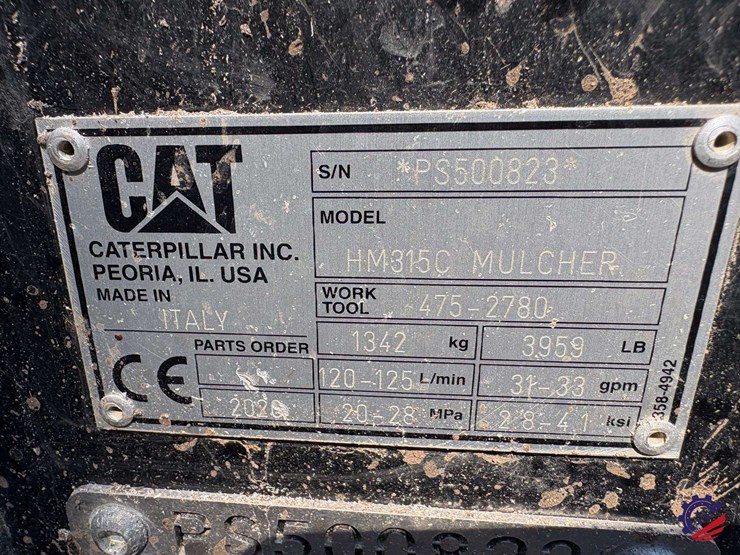 CAT
CATERPILLAR INC.
PEORIA, IL. USA
MADE IN
ITALY
S/N *PS500823*
MODEL
HM315C MULCHER
WORK TOOL 475-2780
PARTS ORDER
1342 kg 3959 LB
120-125 L/min 31-33 gpm
20-28 MPa 2.8-4.1 ksi
CE
358-4942
PS500823